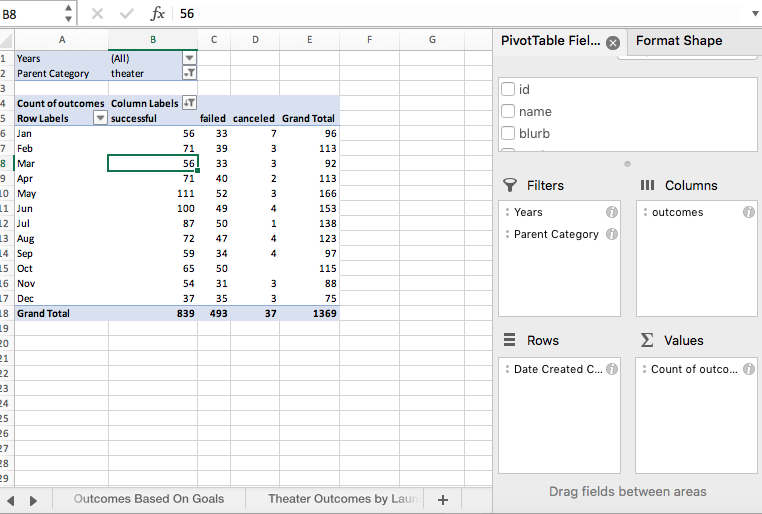 B8 fx 56
PivotTable Fiel... Format Shape
A B C D E F G
1 Years (All)
2 Parent Category theater
3
4 Count of outcomes Column Labels
5 Row Labels successful failed canceled Grand Total
6 Jan 56 33 7 96
7 Feb 71 39 3 113
8 Mar 56 33 3 92
9 Apr 71 40 2 113
10 May 111 52 3 166
11 Jun 100 49 4 153
12 Jul 87 50 1 138
13 Aug 72 47 4 123
14 Sep 59 34 4 97
15 Oct 65 50 115
16 Nov 54 31 3 88
17 Dec 37 35 3 75
18 Grand Total 839 493 37 1369
19
20
21
22
23
24
25
26
27
28
29
id
name
blurb
Filters
Columns
Years
Parent Category
outcomes
Rows
Values
Date Created C...
Count of outco...
Drag fields between areas
Outcomes Based On Goals Theater Outcomes by Laun +